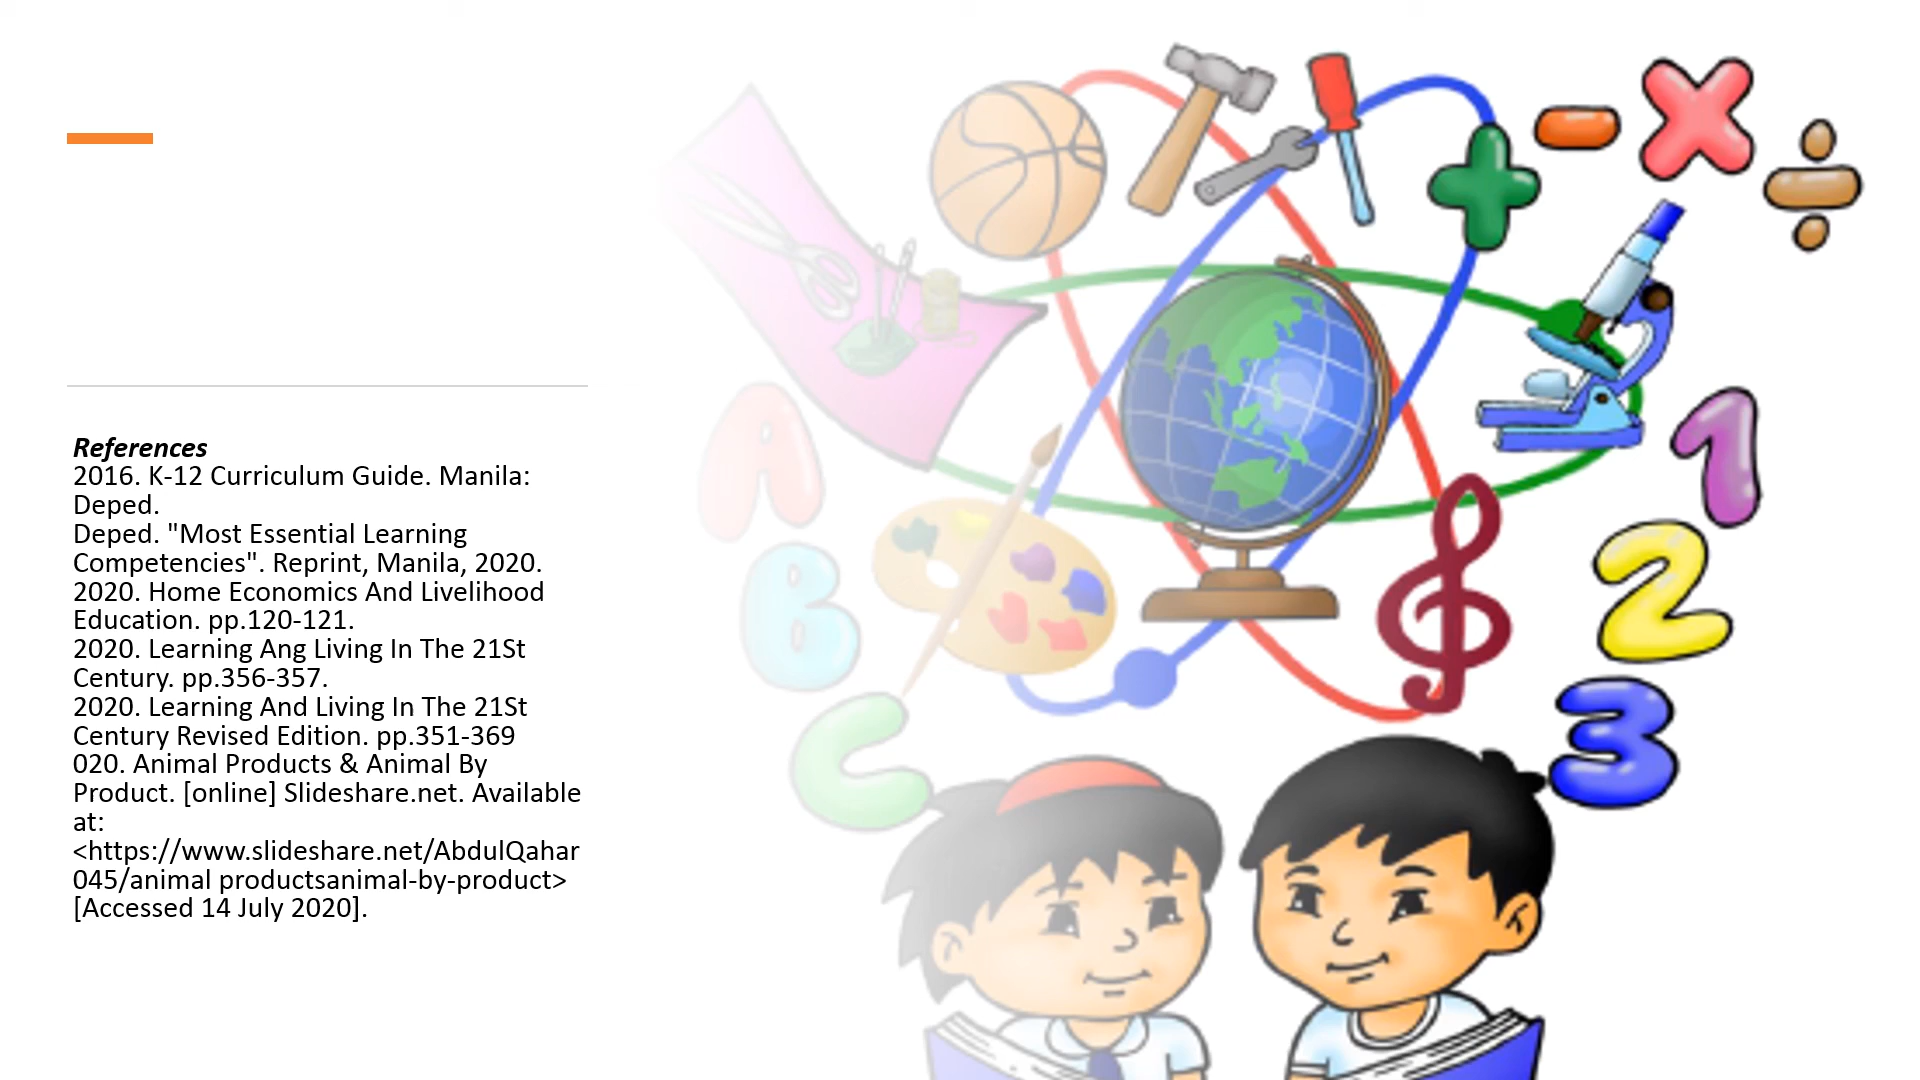 References
2016. K-12 Curriculum Guide. Manila:
Deped.
Deped. "Most Essential Learning
Competencies". Reprint, Manila, 2020.
2020. Home Economics And Livelihood
Education. pp.120-121.
2020. Learning Ang Living In The 21St
Century. pp.356-357.
2020. Learning And Living In The 21St
Century Revised Edition. pp.351-369
020. Animal Products & Animal By
Product. [online] Slideshare.net. Available
at:
<https://www.slideshare.net/AbdulQahar
045/animal productsanimal-by-product>
[Accessed 14 July 2020].
A
B
C
+ - × ÷
1
2
3